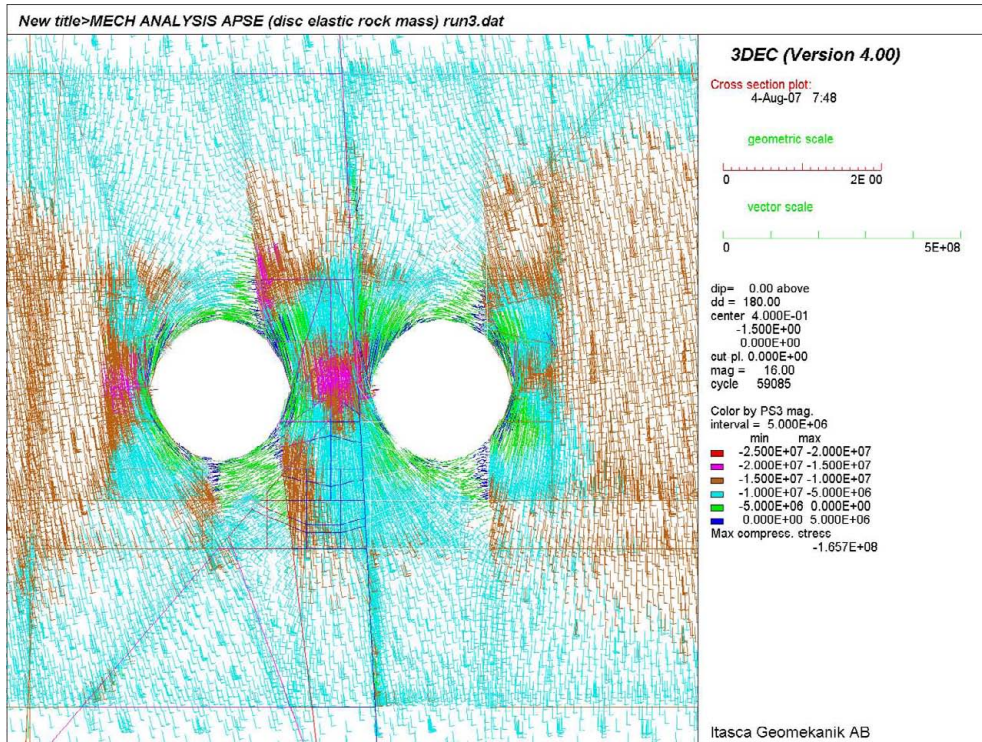 New title>MECH ANALYSIS APSE (disc elastic rock mass) run3.dat
3DEC (Version 4.00)
Cross section plot:
4-Aug-07 7:48
geometric scale
0 2E 00
vector scale
0 5E+08
dip= 0.00 above
dd = 180.00
center 4.000E-01
-1.500E+00
0.000E+00
cut pl. 0.000E+00
mag = 16.00
cycle 59085
Color by PS3 mag.
interval = 5.000E+06
min max
-2.500E+07 -2.000E+07
-2.000E+07 -1.500E+07
-1.500E+07 -1.000E+07
-1.000E+07 -5.000E+06
-5.000E+06 0.000E+00
0.000E+00 5.000E+06
Max compress. stress
-1.657E+08
Itasca Geomekanik AB